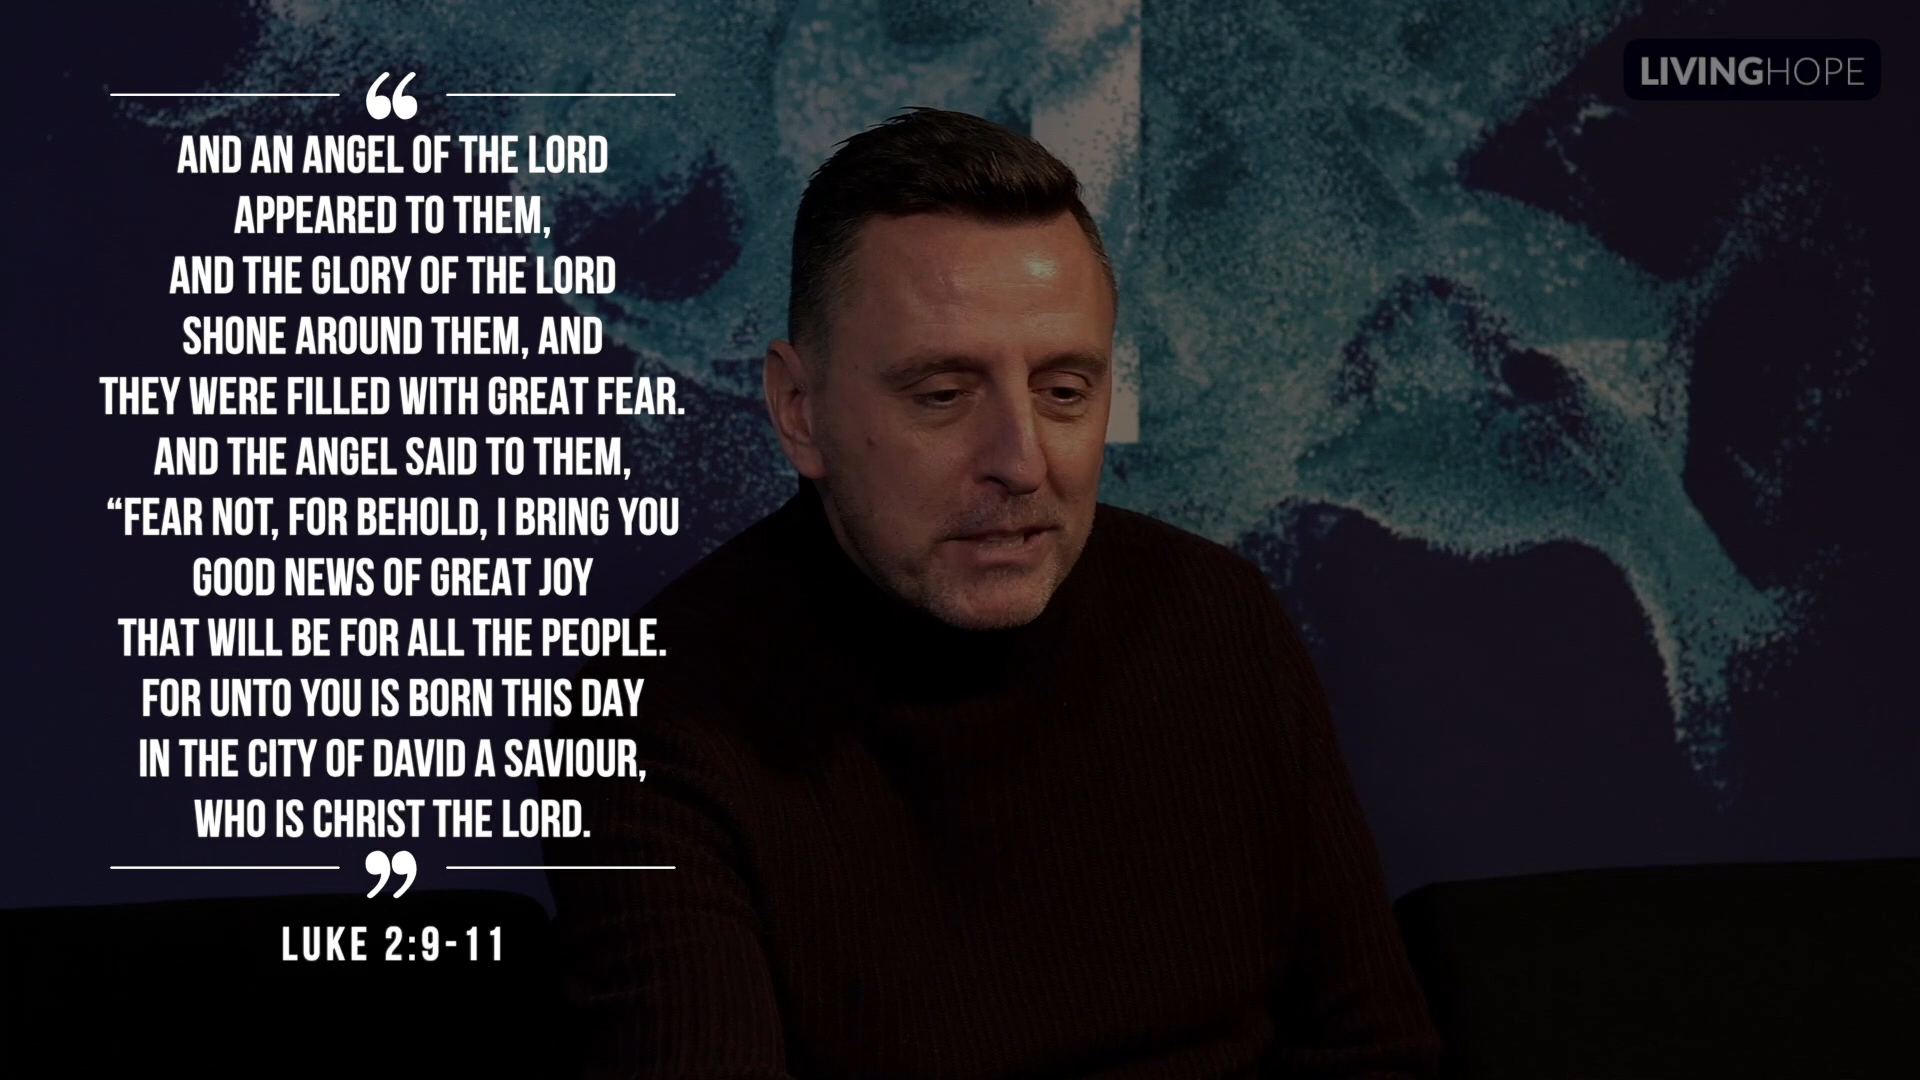 LIVINGHOPE
“
AND AN ANGEL OF THE LORD
APPEARED TO THEM,
AND THE GLORY OF THE LORD
SHONE AROUND THEM, AND
THEY WERE FILLED WITH GREAT FEAR.
AND THE ANGEL SAID TO THEM,
“FEAR NOT, FOR BEHOLD, I BRING YOU
GOOD NEWS OF GREAT JOY
THAT WILL BE FOR ALL THE PEOPLE.
FOR UNTO YOU IS BORN THIS DAY
IN THE CITY OF DAVID A SAVIOUR,
WHO IS CHRIST THE LORD.
”
LUKE 2:9-11